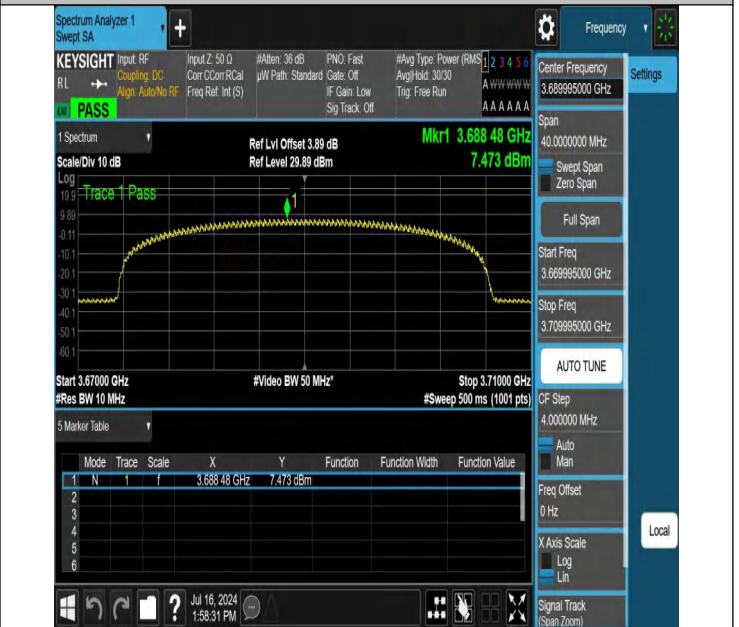 Spectrum Analyzer 1
Swept SA
+
Frequency
KEYSIGHT
RL
PASS
Input: RF
Coupling: DC
Align: Auto/No RF
Input Z: 50 Ω
Corr CCorr RCal
Freq Ref: Int (S)
#Atten: 36 dB
µW Path: Standard
PNO: Fast
Gate: Off
IF Gain: Low
Sig Track: Off
#Avg Type: Power (RMS
Avg|Hold: 30/30
Trig: Free Run
1 2 3 4 5 6
A W W W W W
A A A A A A
1 Spectrum
Scale/Div 10 dB
Ref Lvl Offset 3.89 dB
Ref Level 29.89 dBm
Mkr1 3.688 48 GHz
7.473 dBm
Log
Trace 1 Pass
1
19.9
9.89
-0.11
-10.1
-20.1
-30.1
-40.1
-50.1
-60.1
Start 3.67000 GHz
#Res BW 10 MHz
#Video BW 50 MHz*
Stop 3.71000 GHz
#Sweep 500 ms (1001 pts)
5 Marker Table
Mode Trace Scale X Y Function Function Width Function Value
1 N 1 f 3.688 48 GHz 7.473 dBm
2
3
4
5
6
Center Frequency
3.689995000 GHz
Settings
Span
40.0000000 MHz
Swept Span
Zero Span
Full Span
Start Freq
3.669995000 GHz
Stop Freq
3.709995000 GHz
AUTO TUNE
CF Step
4.000000 MHz
Auto
Man
Freq Offset
0 Hz
X Axis Scale
Log
Lin
Local
Signal Track
(Span Zoom)
?
Jul 16, 2024
1:58:31 PM